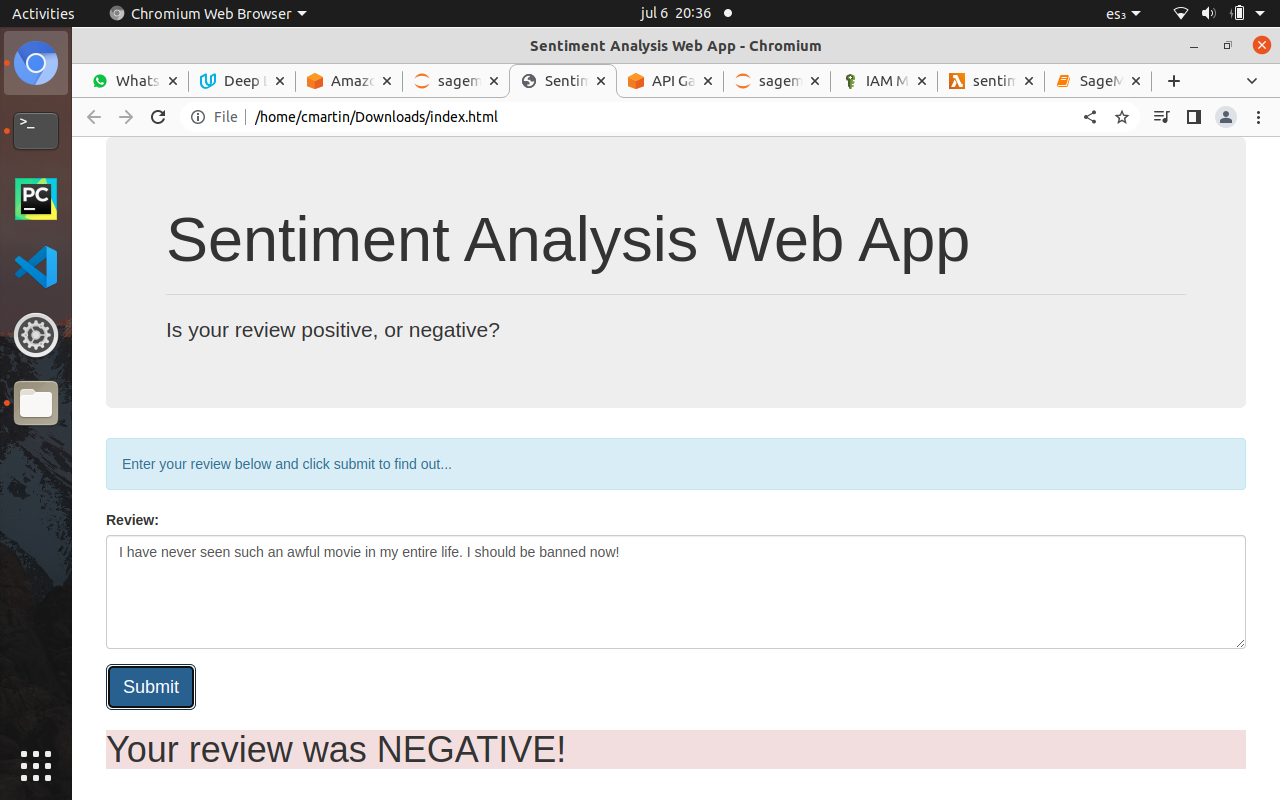 Activities
Chromium Web Browser
jul 6 20:36
es₃
Sentiment Analysis Web App - Chromium
Whats
Deep L
Amazo
sagem
Sentin
API Ga
sagem
IAM M
sentin
SageM
File
/home/cmartin/Downloads/index.html
>_
PC
Sentiment Analysis Web App
Is your review positive, or negative?
Enter your review below and click submit to find out...
Review:
I have never seen such an awful movie in my entire life. I should be banned now!
Submit
Your review was NEGATIVE!